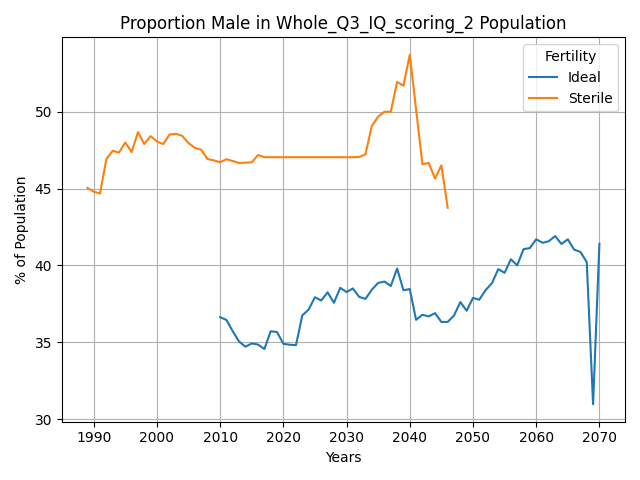 Proportion Male in Whole_Q3_IQ_scoring_2 Population
Fertility
Ideal
Sterile
% of Population
50
45
40
35
30
1990
2000
2010
2020
2030
2040
2050
2060
2070
Years